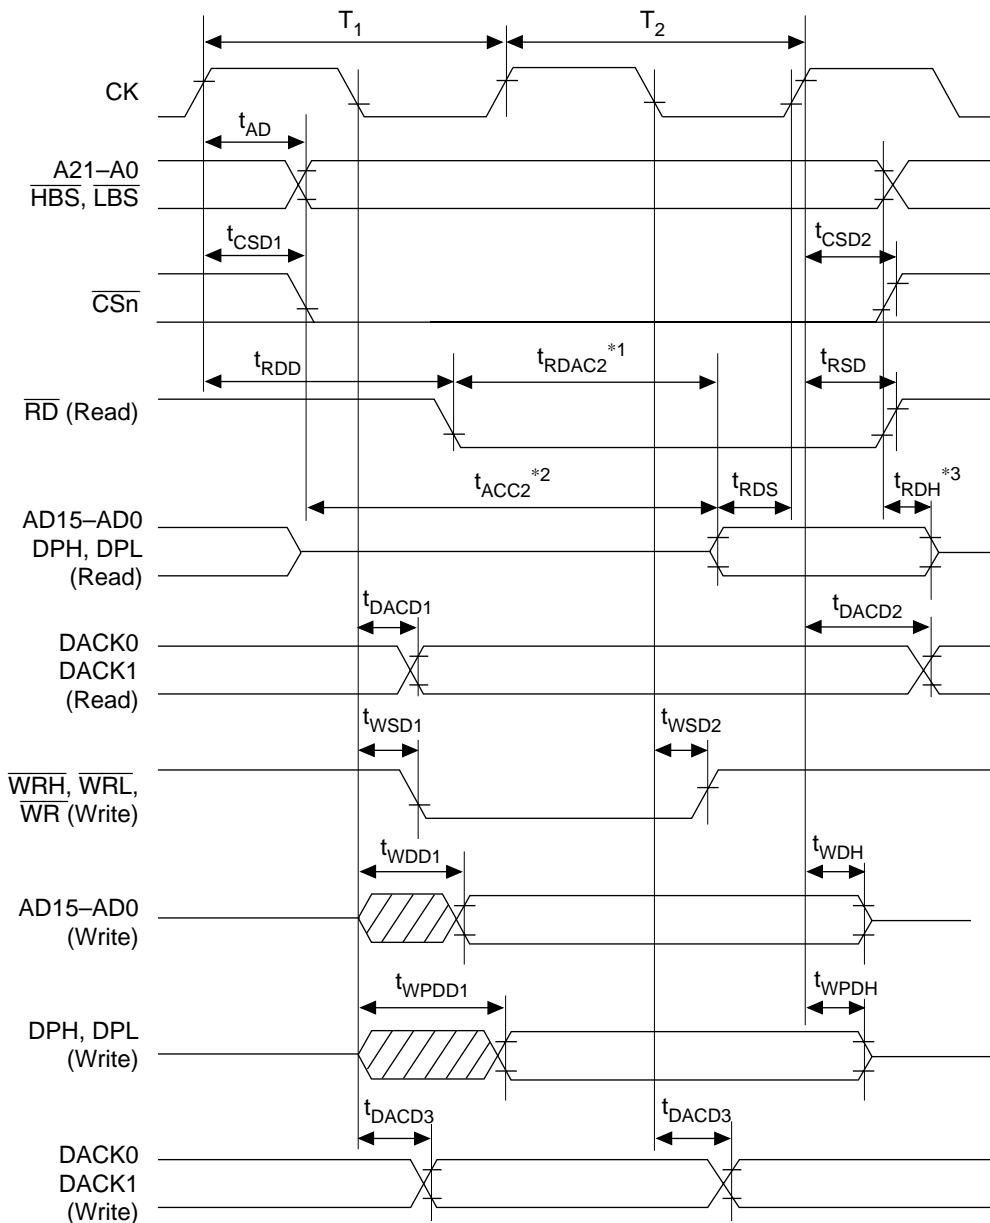 T1 T2
CK
tAD
A21–A0
HBS, LBS
tCSD1 tCSD2
CSn
tRDD tRDAC2*1 tRSD
RD (Read)
tACC2*2 tRDS tRDH*3
AD15–AD0
DPH, DPL
(Read)
tDACD1 tDACD2
DACK0
DACK1
(Read)
tWSD1 tWSD2
WRH, WRL,
WR (Write)
tWDD1 tWDH
AD15–AD0
(Write)
tWPDD1 tWPDH
DPH, DPL
(Write)
tDACD3 tDACD3
DACK0
DACK1
(Write)